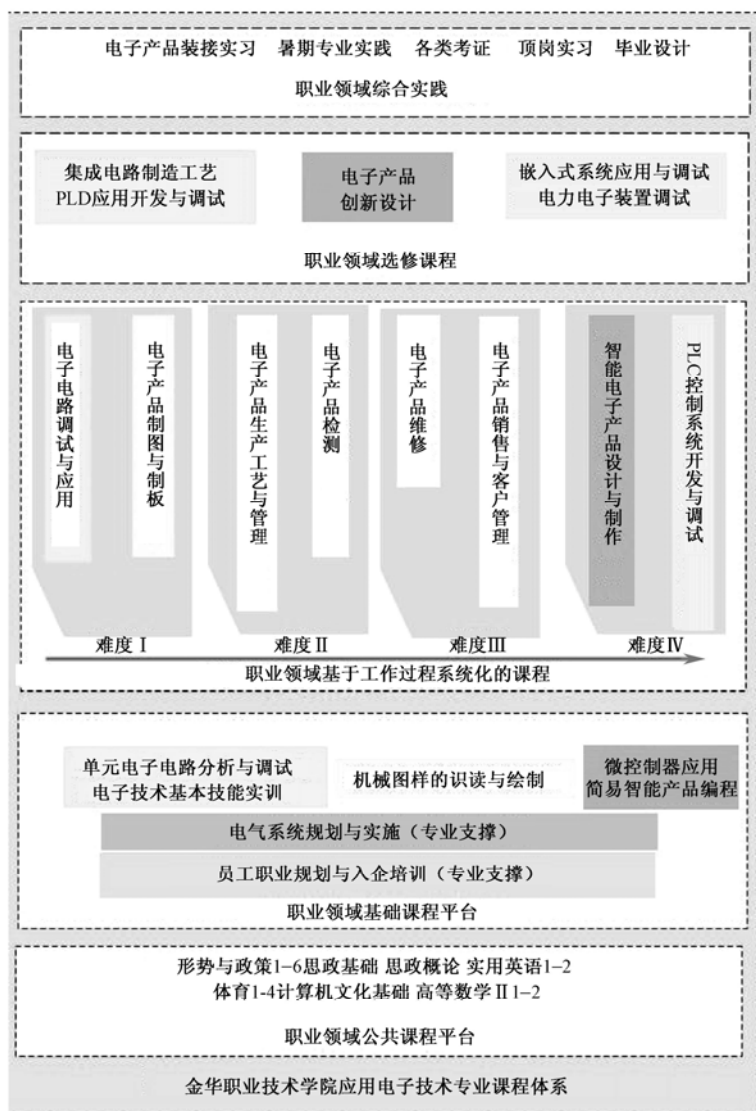 电子产品装接实习 暑期专业实践 各类考证 顶岗实习 毕业设计
职业领域综合实践
集成电路制造工艺
PLD应用开发与调试
电子产品
创新设计
嵌入式系统应用与调试
电力电子装置调试
职业领域选修课程
电子电路调试与应用
电子产品制图与制板
电子产品生产工艺与管理
电子产品检测
电子产品维修
电子产品销售与客户管理
智能电子产品设计与制作
PLC控制系统开发与调试
难度Ⅰ
难度Ⅱ
难度Ⅲ
难度Ⅳ
职业领域基于工作过程系统化的课程
单元电子电路分析与调试
电子技术基本技能实训
机械图样的识读与绘制
微控制器应用
简易智能产品编程
电气系统规划与实施（专业支撑）
员工职业规划与入企培训（专业支撑）
职业领域基础课程平台
形势与政策1–6思政基础 思政概论 实用英语1–2
体育1-4计算机文化基础 高等数学Ⅱ1–2
职业领域公共课程平台
金华职业技术学院应用电子技术专业课程体系